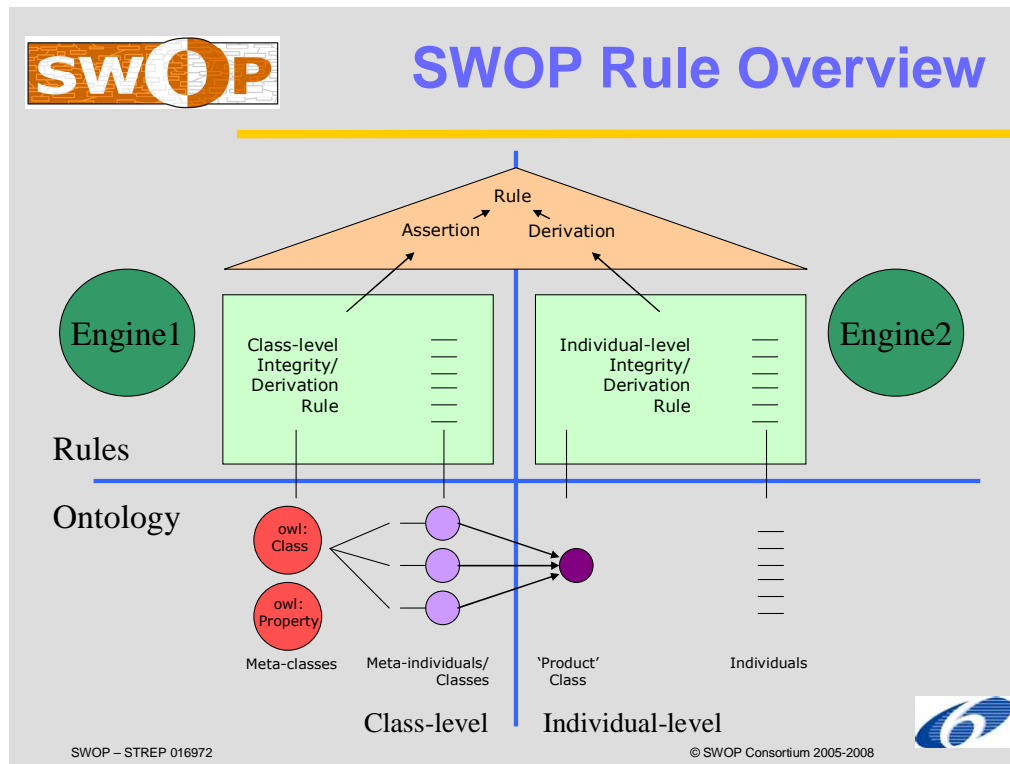 SWOP
SWOP Rule Overview
Rule
Assertion
Derivation
Engine1
Engine2
Class-level
Integrity/
Derivation
Rule
Individual-level
Integrity/
Derivation
Rule
Rules
Ontology
owl:
Class
owl:
Property
Meta-classes
Meta-individuals/
Classes
‘Product’
Class
Individuals
Class-level
Individual-level
6
SWOP – STREP 016972
© SWOP Consortium 2005-2008